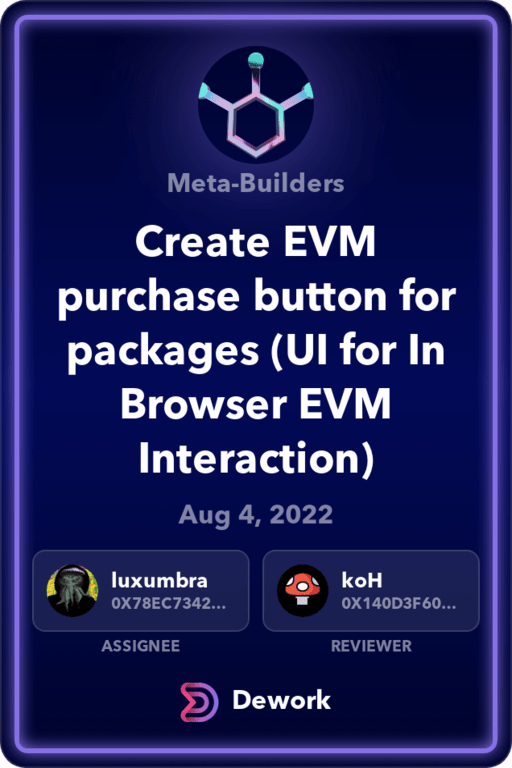 Meta-Builders
Create EVM
purchase button for
packages (UI for In
Browser EVM
Interaction)
Aug 4, 2022
luxumbra
0X78EC7342...
koH
0X140D3F60...
ASSIGNEE
REVIEWER
Dework